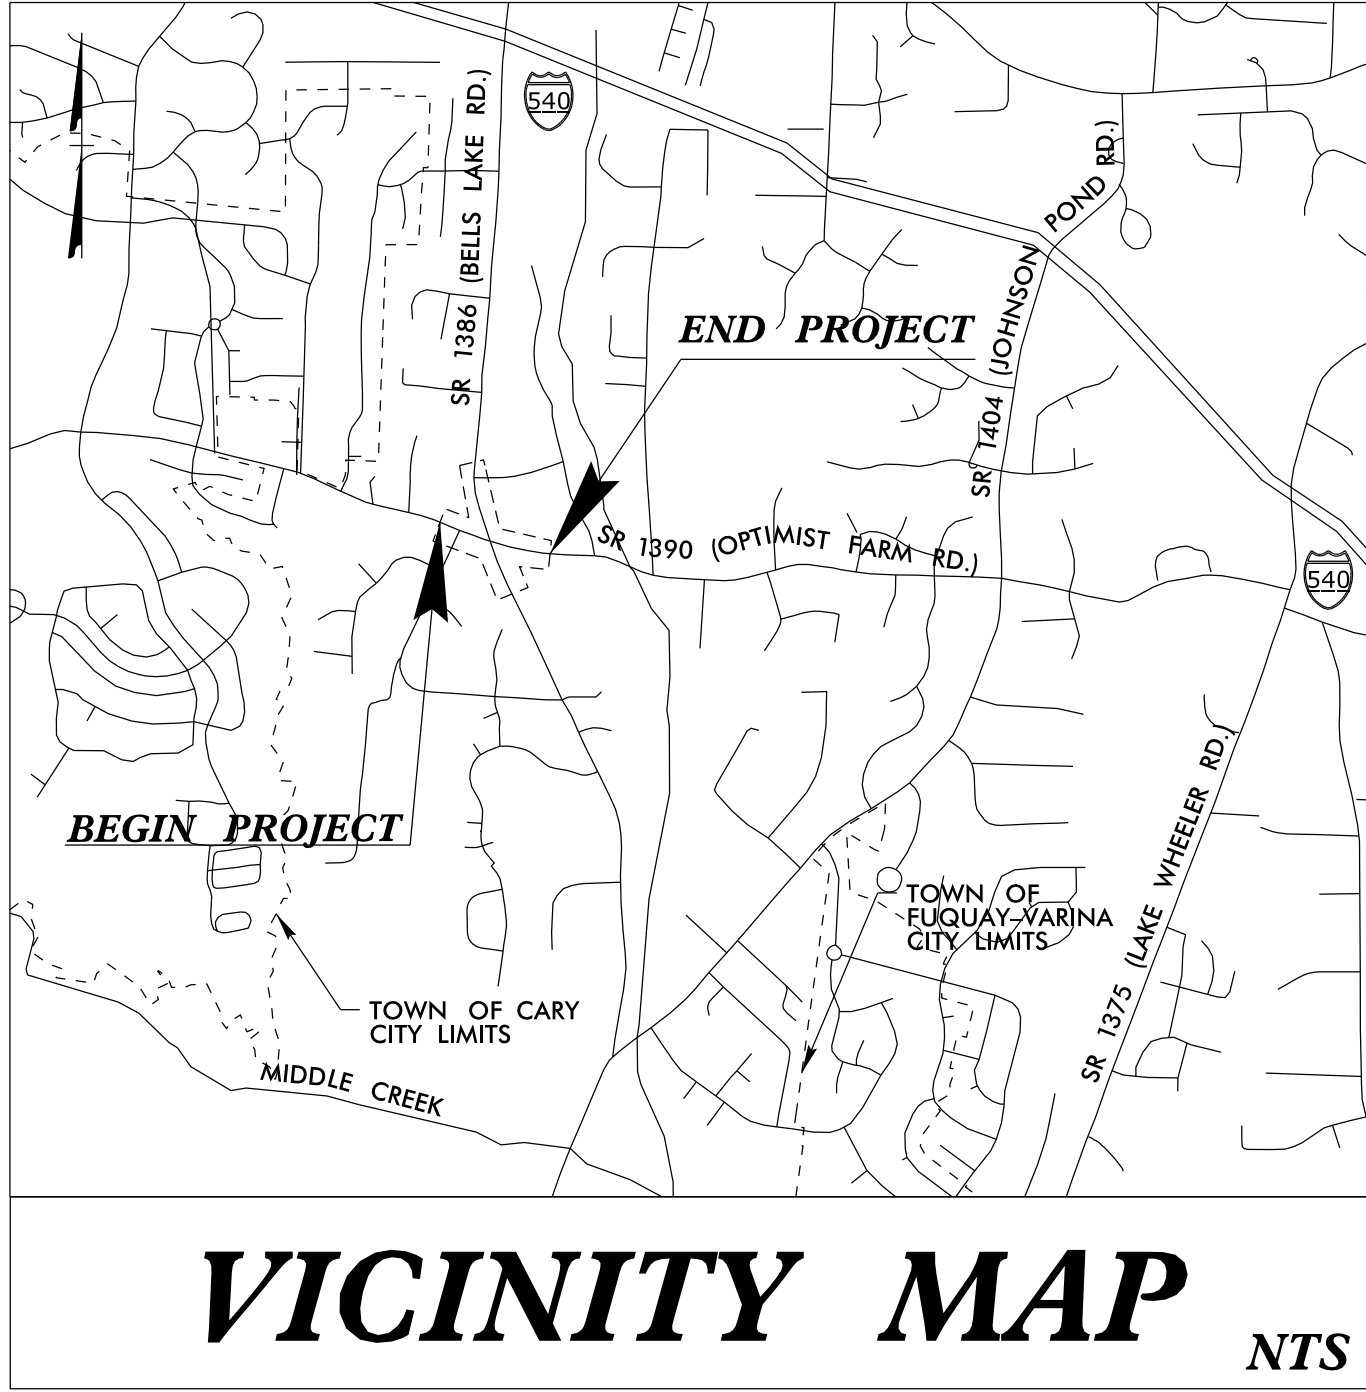 540
SR 1386 (BELLS LAKE RD.)
SR 1404 (JOHNSON POND RD.)
END PROJECT
SR 1390 (OPTIMIST FARM RD.)
540
SR 1375 (LAKE WHEELER RD.)
BEGIN PROJECT
TOWN OF
FUQUAY-VARINA
CITY LIMITS
TOWN OF CARY
CITY LIMITS
MIDDLE CREEK
VICINITY MAP
NTS